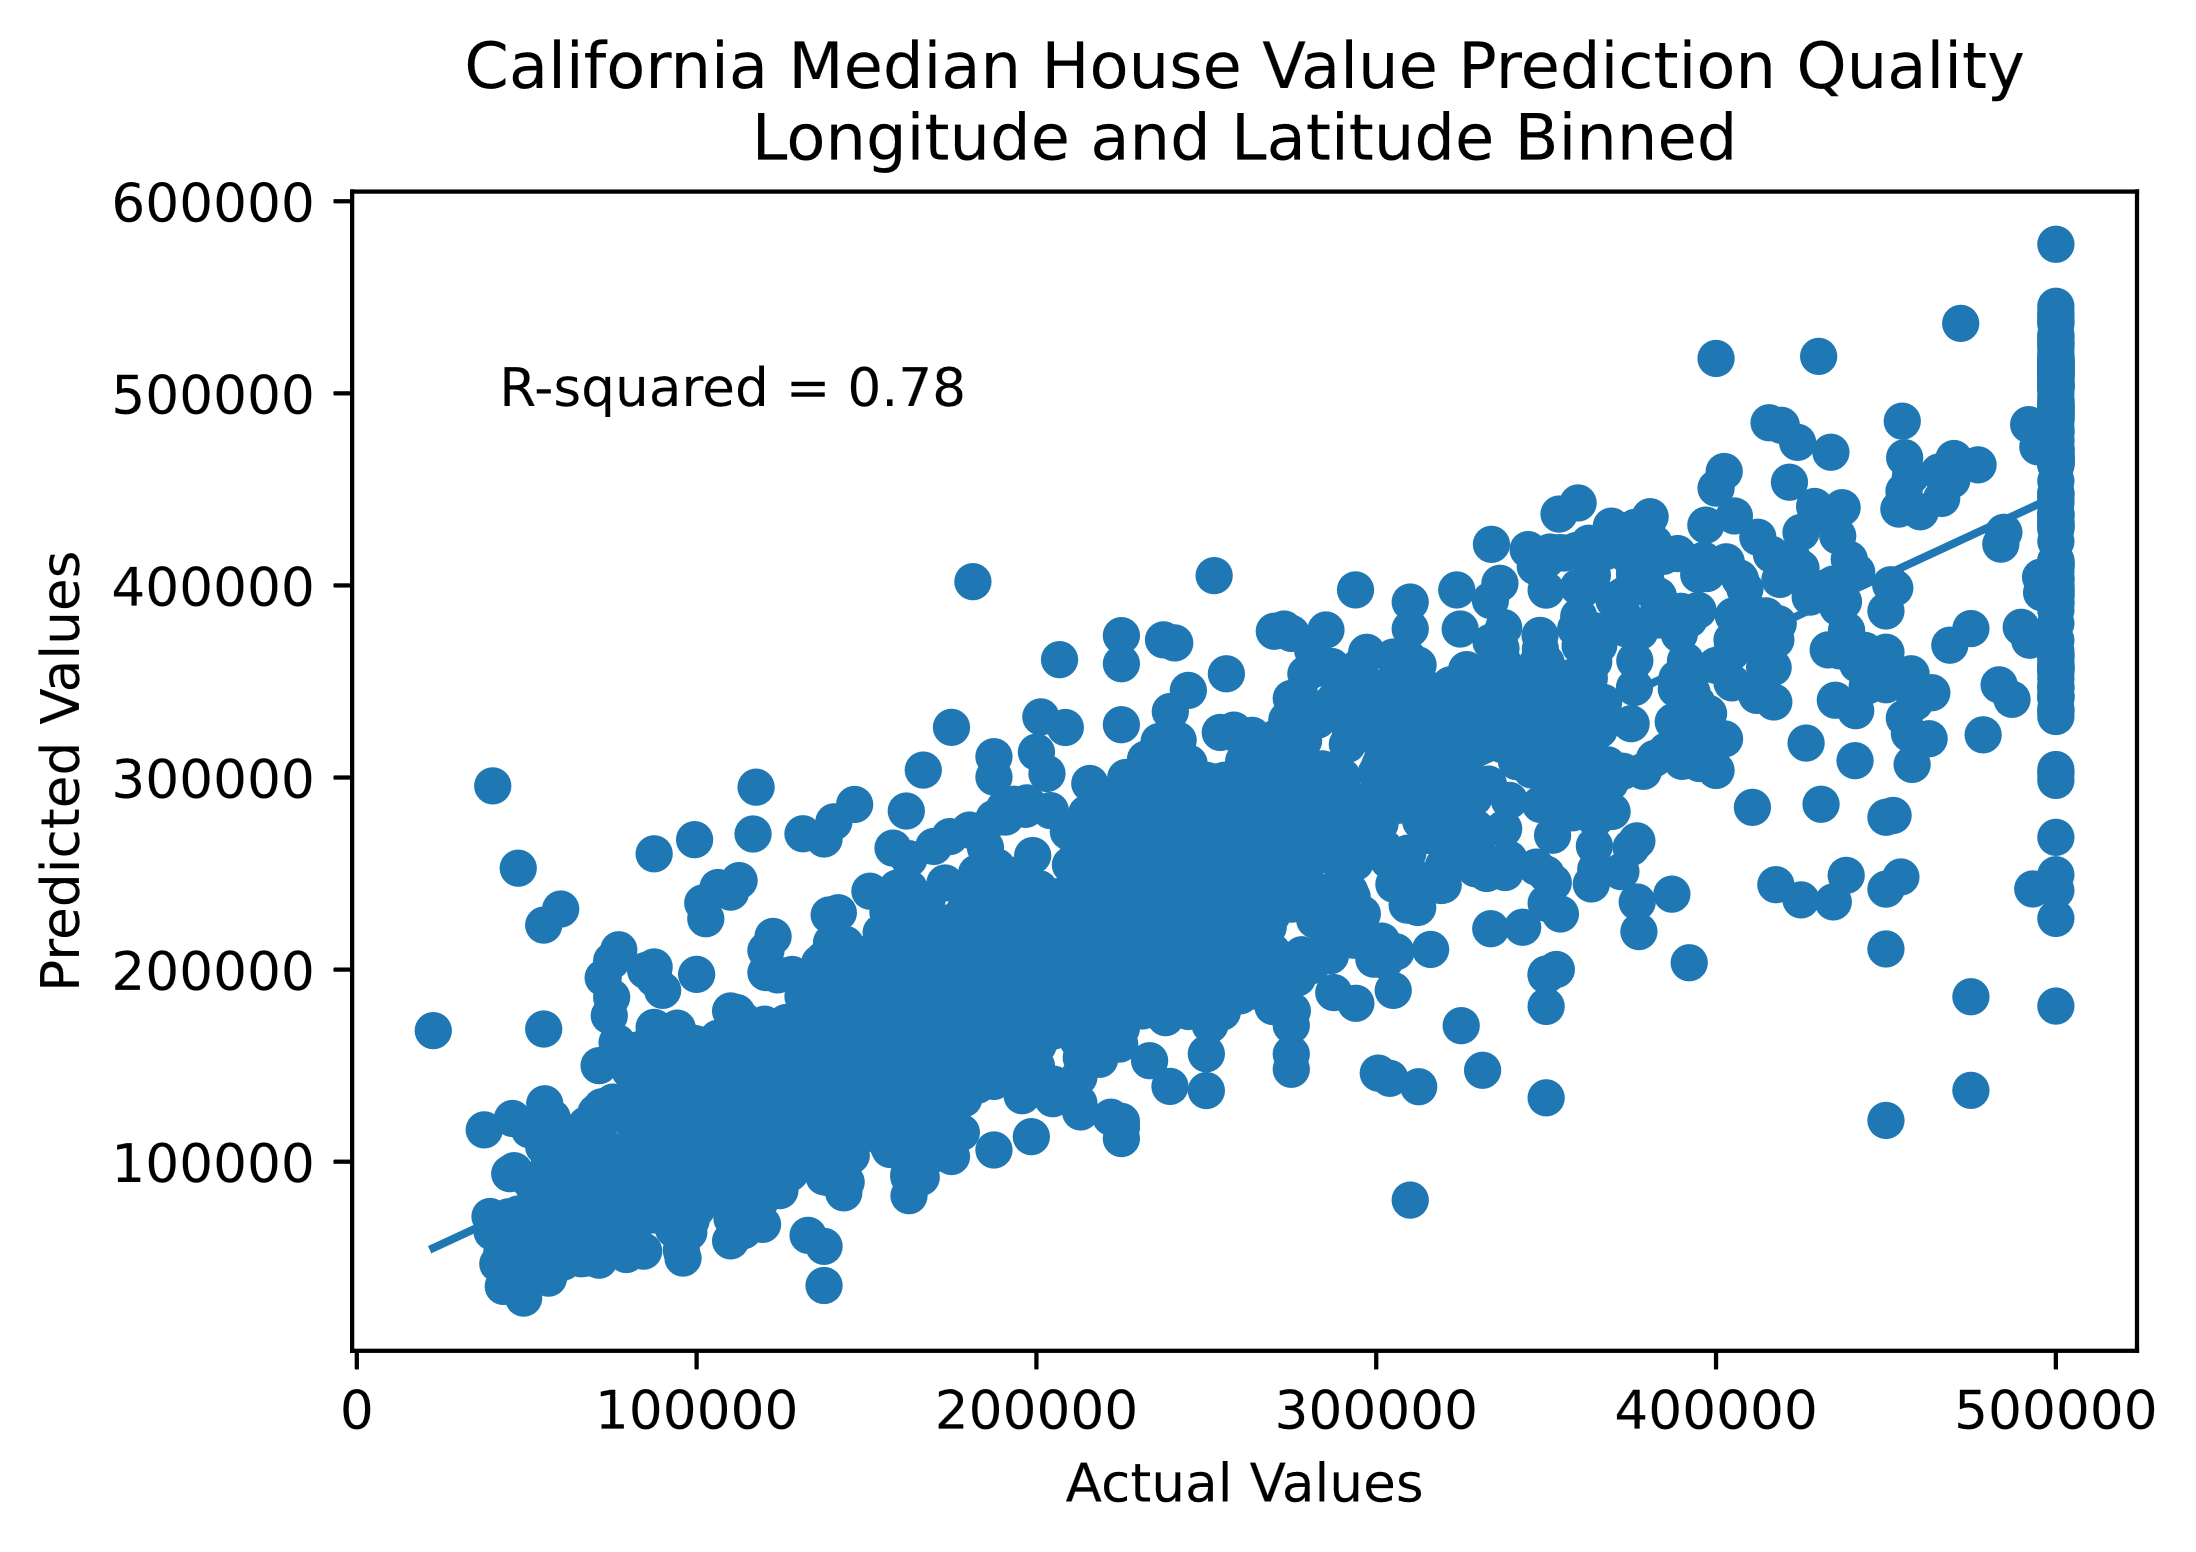 California Median House Value Prediction Quality
Longitude and Latitude Binned
600000
500000
400000
300000
200000
100000
Predicted Values
R-squared = 0.78
0 100000 200000 300000 400000 500000
Actual Values